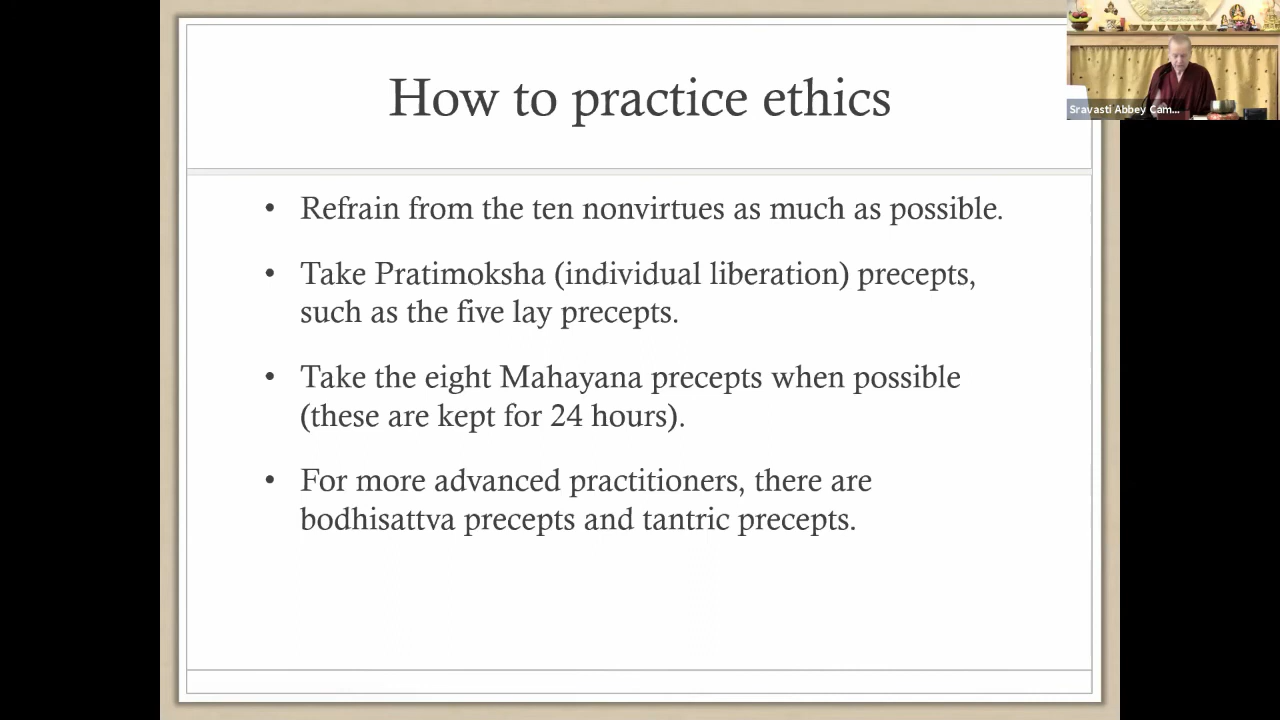 How to practice ethics
Sravasti Abbey Cam...
• Refrain from the ten nonvirtues as much as possible.
• Take Pratimoksha (individual liberation) precepts,
such as the five lay precepts.
• Take the eight Mahayana precepts when possible
(these are kept for 24 hours).
• For more advanced practitioners, there are
bodhisattva precepts and tantric precepts.